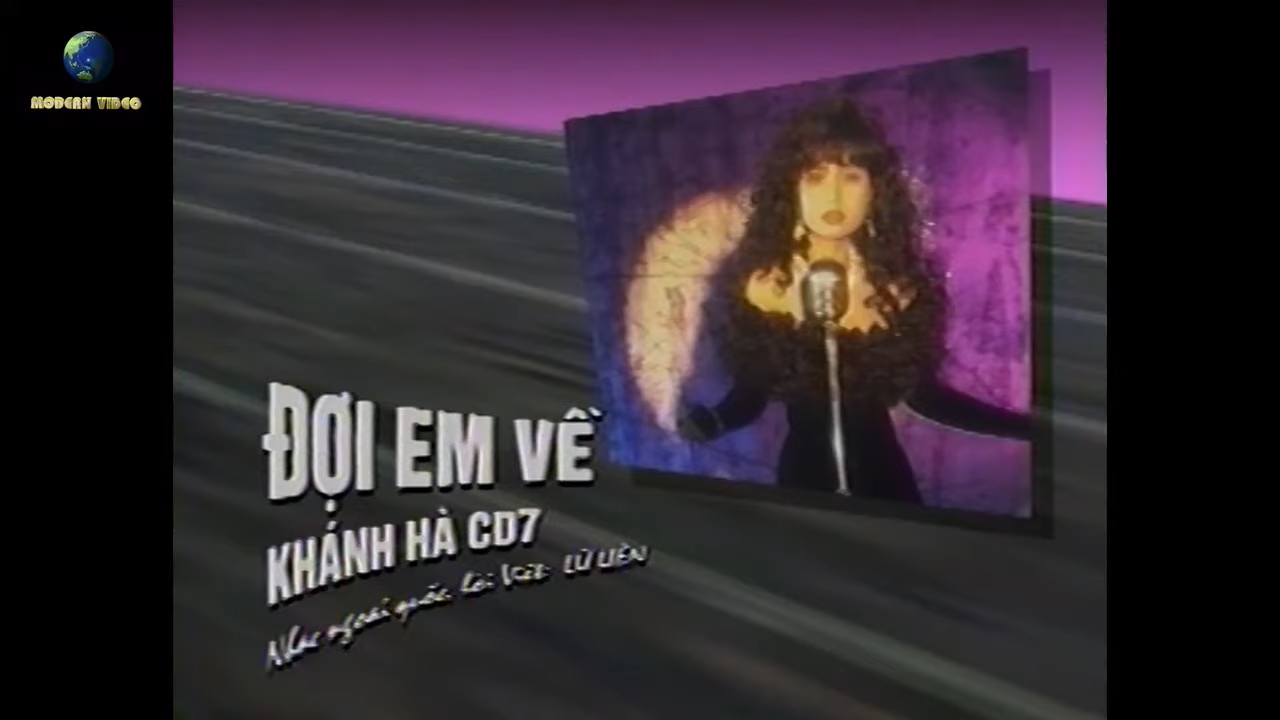 MODERN VIDEO
ĐỢI EM VỀ
KHÁNH HÀ CD7
Nhạc ngoại quốc lời Việt: LỮ LIÊN